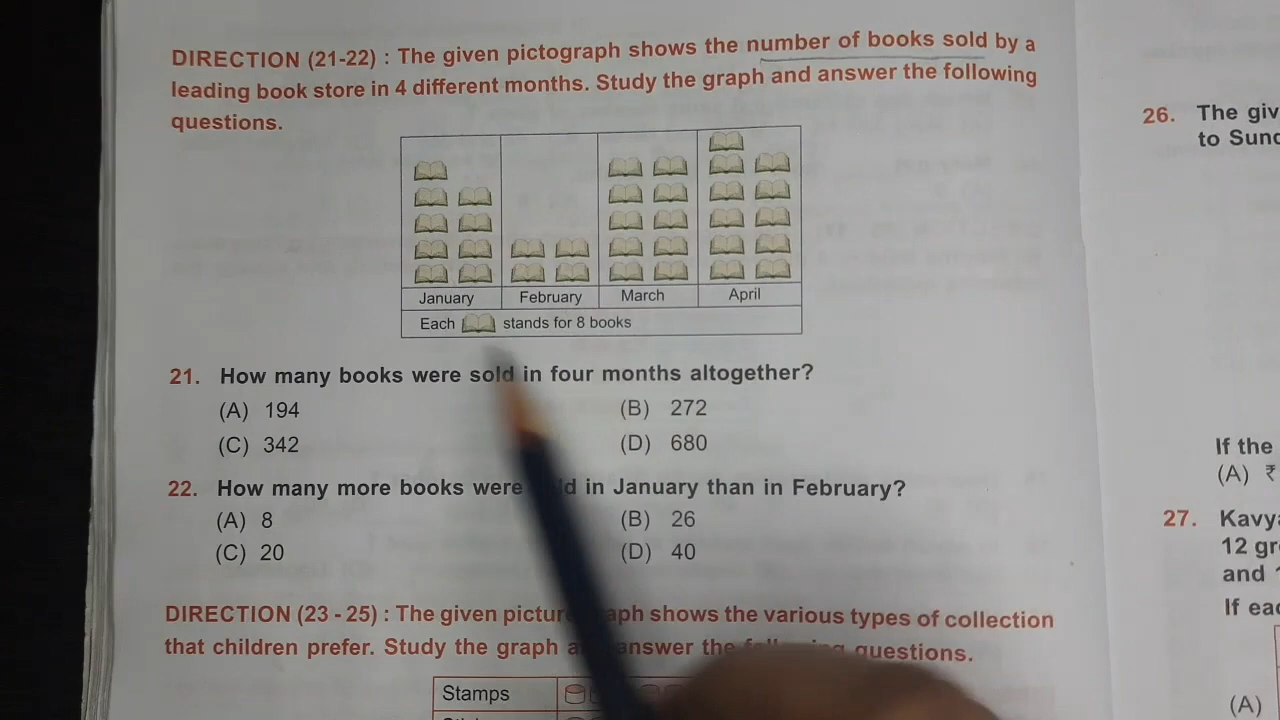 DIRECTION (21-22) : The given pictograph shows the number of books sold by a
leading book store in 4 different months. Study the graph and answer the following
questions.
January February March April
Each stands for 8 books
21. How many books were sold in four months altogether?
(A) 194 (B) 272
(C) 342 (D) 680
22. How many more books were in January than in February?
(A) 8 (B) 26
(C) 20 (D) 40
DIRECTION (23 - 25) : The given shows the various types of collection
that children prefer. Study the graph answer the questions.
Stamps
26. The giv
to Sund
If the
(A) ₹
27. Kavya
12 gr
and
If ea
(A)